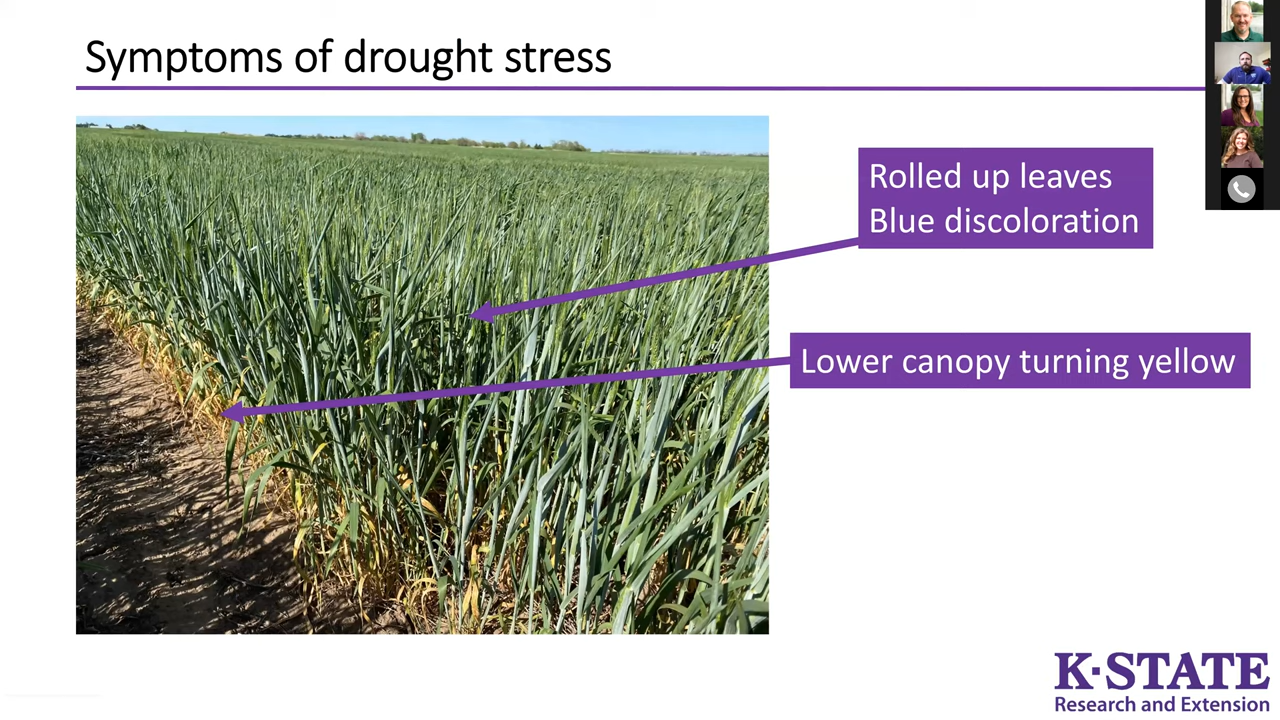 Symptoms of drought stress
Rolled up leaves
Blue discoloration
Lower canopy turning yellow
K·STATE
Research and Extension